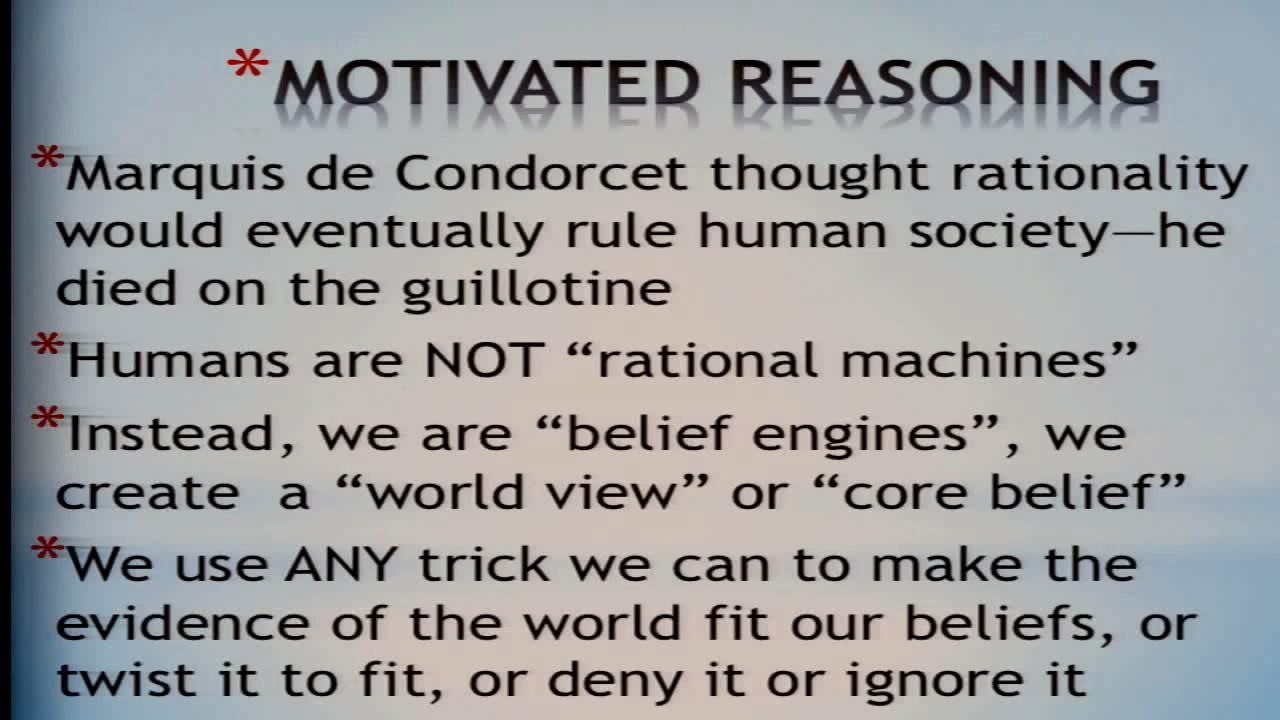 *MOTIVATED REASONING
*Marquis de Condorcet thought rationality
would eventually rule human society—he
died on the guillotine
*Humans are NOT “rational machines”
*Instead, we are “belief engines”, we
create a “world view” or “core belief”
*We use ANY trick we can to make the
evidence of the world fit our beliefs, or
twist it to fit, or deny it or ignore it